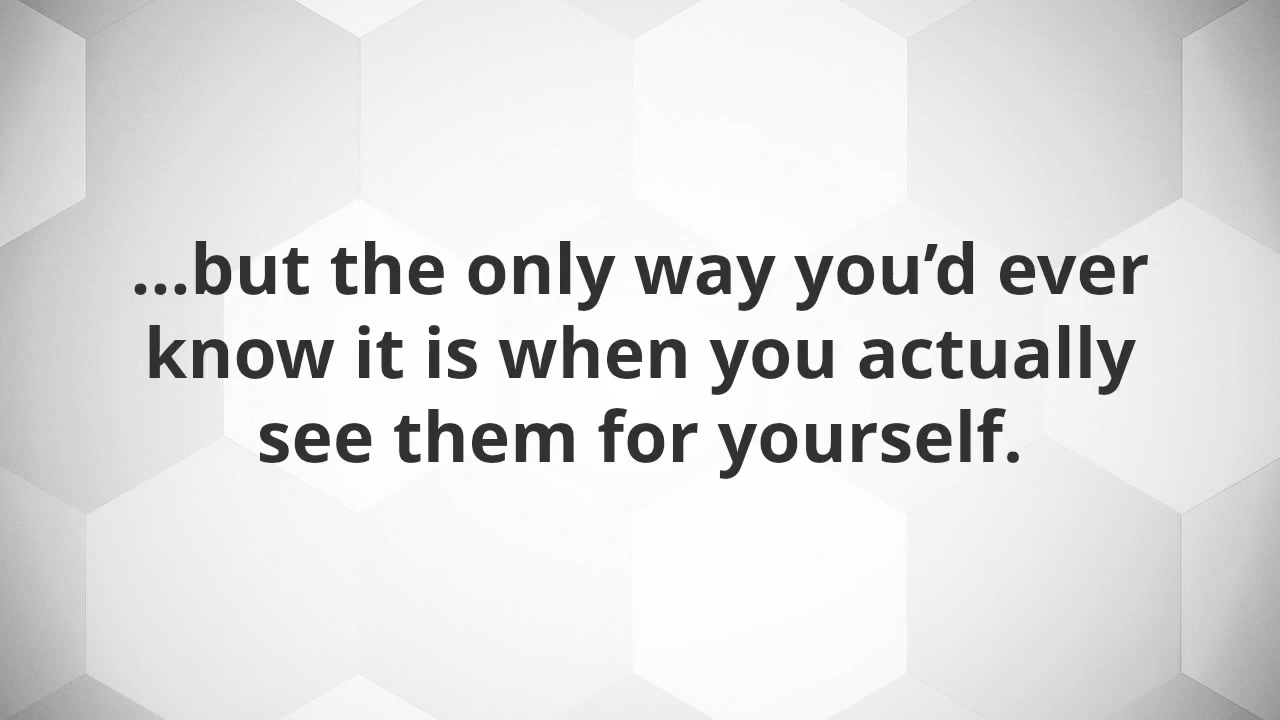 ...but the only way you’d ever
know it is when you actually
see them for yourself.